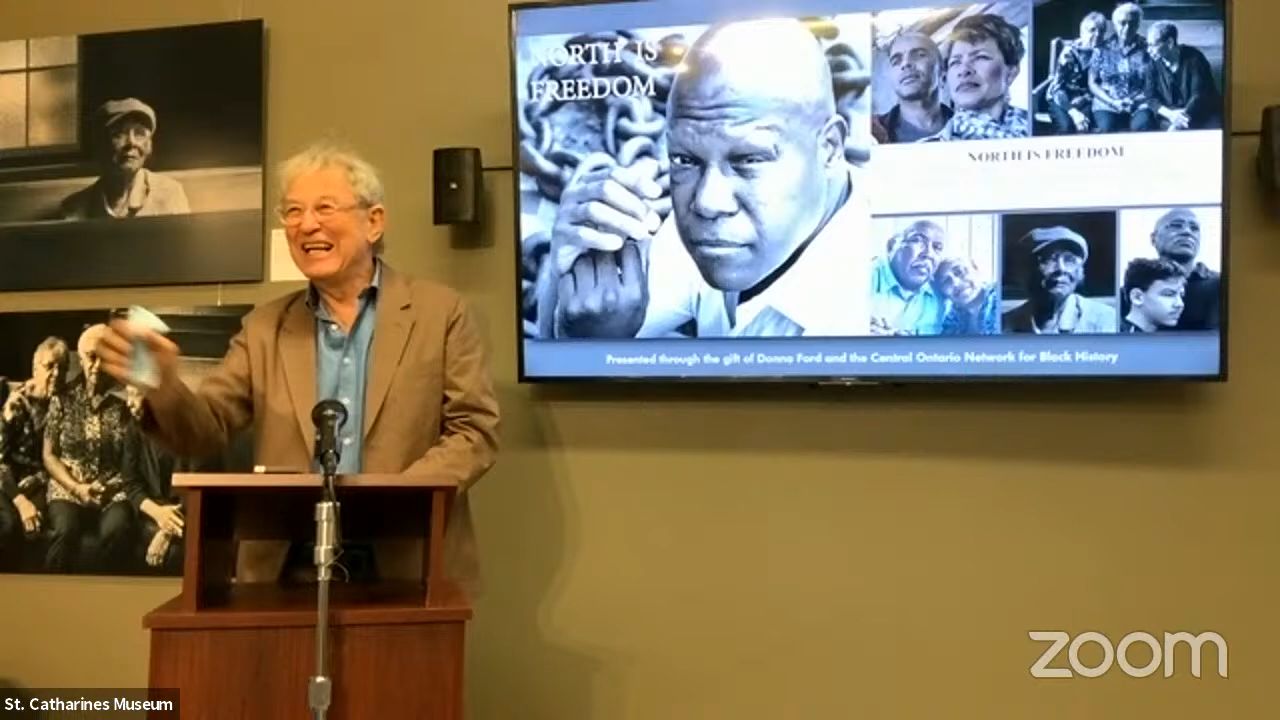 NORTH IS
FREEDOM
NORTH IS FREEDOM
Presented through the gift of Donna Ford and the Central Ontario Network for Black History
zoom
St. Catharines Museum